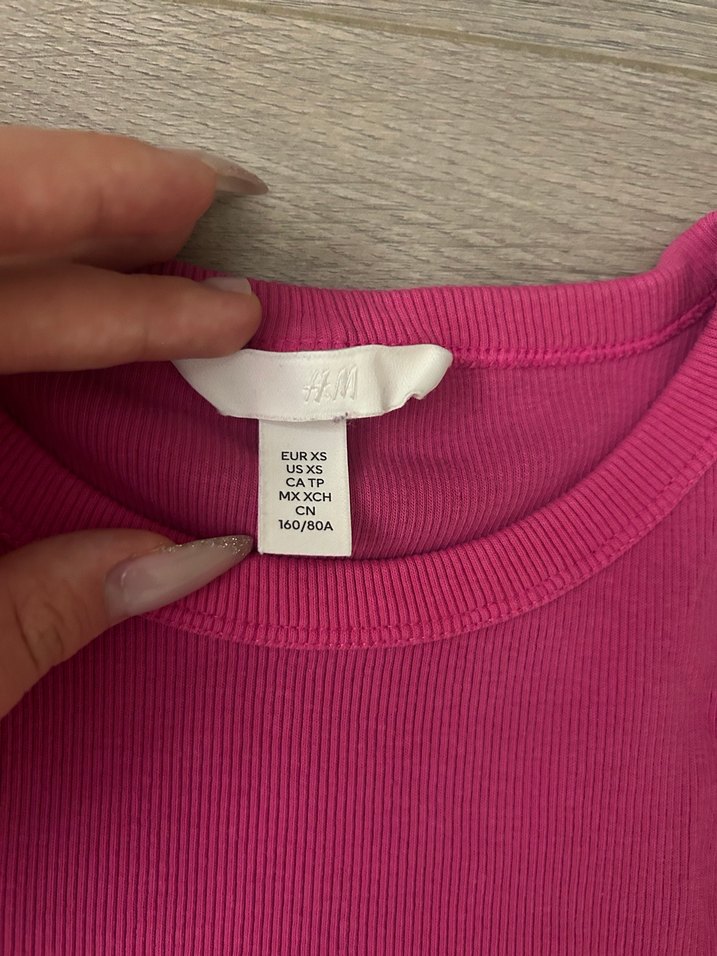 H&M
EUR XS
US XS
CA TP
MX XCH
CN
160/80A